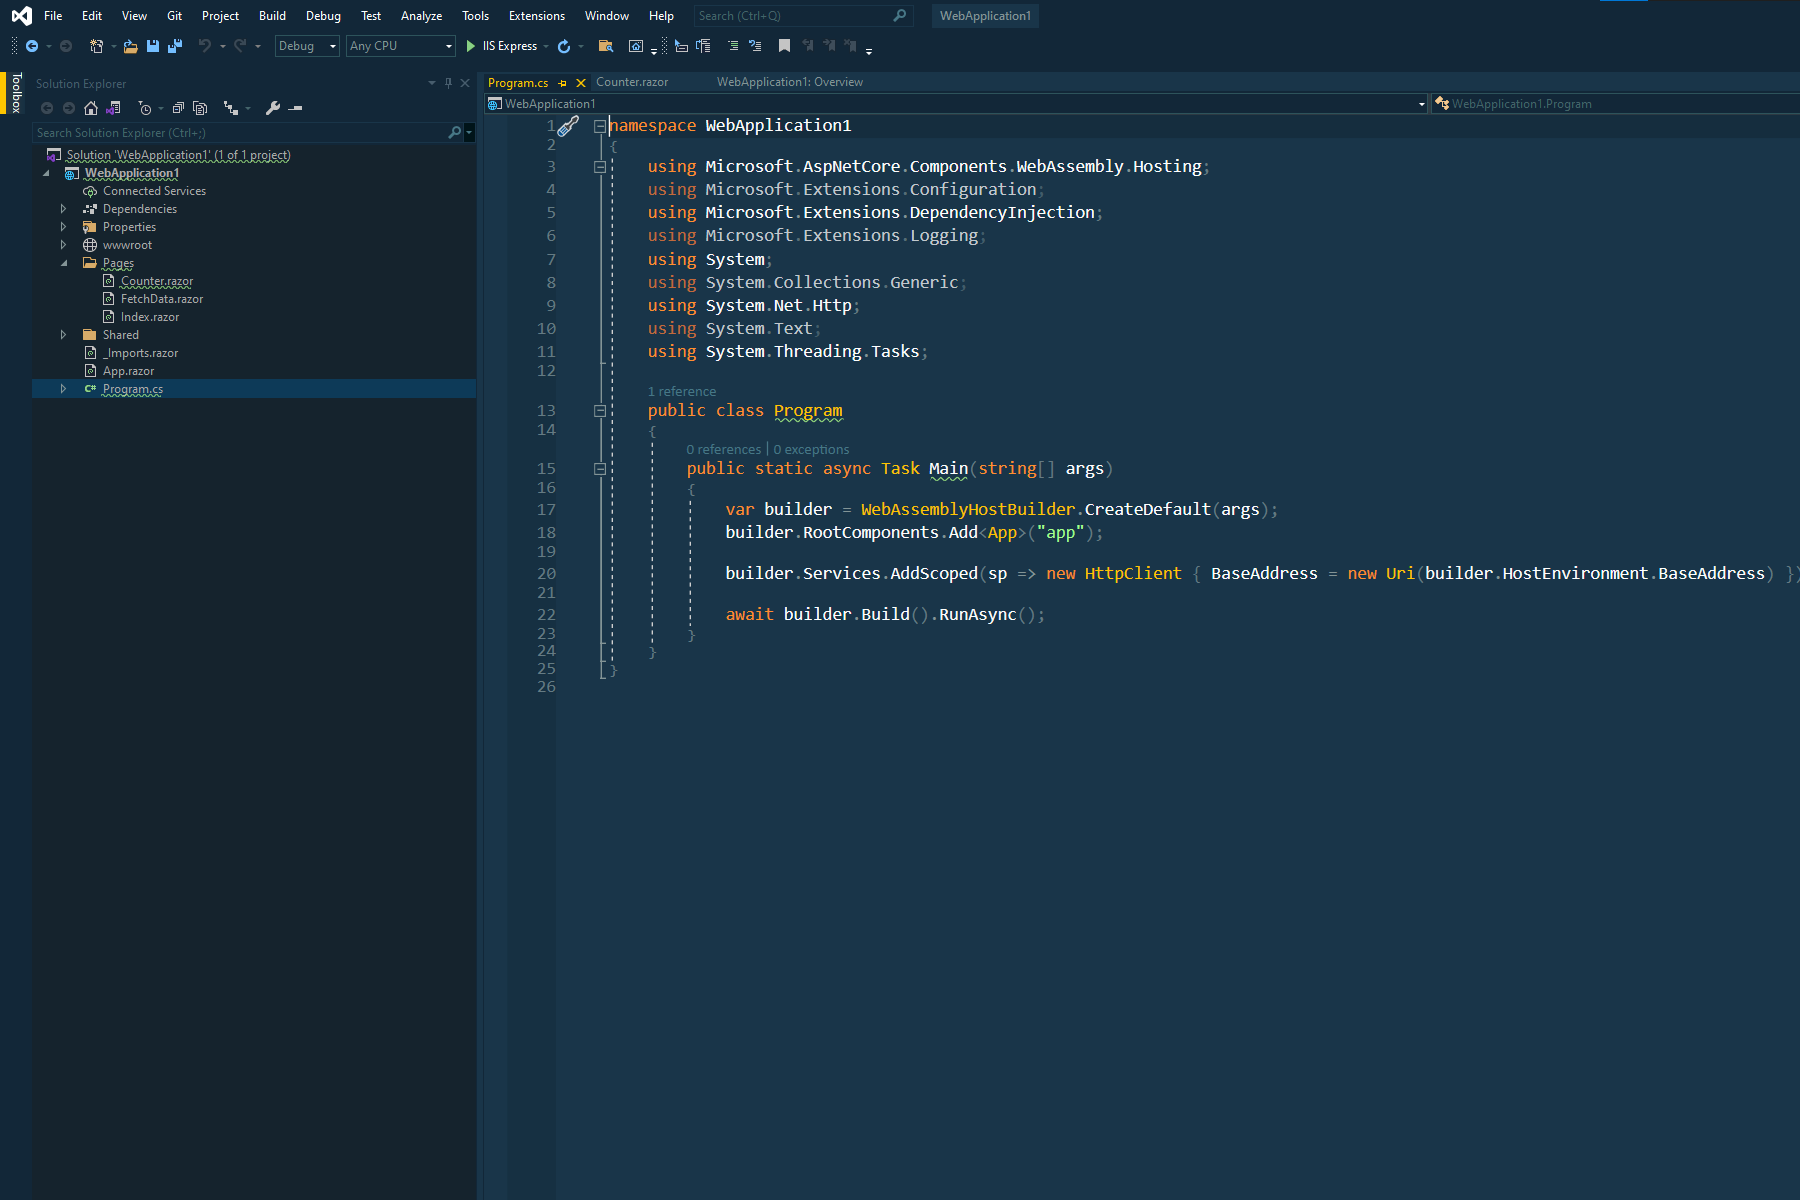 File Edit View Git Project Build Debug Test Analyze Tools Extensions Window Help Search (Ctrl+Q) WebApplication1
Debug Any CPU IIS Express
Toolbox
Solution Explorer
Search Solution Explorer (Ctrl+;)
Solution 'WebApplication1' (1 of 1 project)
WebApplication1
Connected Services
Dependencies
Properties
wwwroot
Pages
Counter.razor
FetchData.razor
Index.razor
Shared
_Imports.razor
App.razor
C# Program.cs
Program.cs Counter.razor WebApplication1: Overview
WebApplication1 WebApplication1.Program
1 namespace WebApplication1
2 {
3 using Microsoft.AspNetCore.Components.WebAssembly.Hosting;
4 using Microsoft.Extensions.Configuration;
5 using Microsoft.Extensions.DependencyInjection;
6 using Microsoft.Extensions.Logging;
7 using System;
8 using System.Collections.Generic;
9 using System.Net.Http;
10 using System.Text;
11 using System.Threading.Tasks;
12
1 reference
13 public class Program
14 {
0 references | 0 exceptions
15 public static async Task Main(string[] args)
16 {
17 var builder = WebAssemblyHostBuilder.CreateDefault(args);
18 builder.RootComponents.Add<App>("app");
19
20 builder.Services.AddScoped(sp => new HttpClient { BaseAddress = new Uri(builder.HostEnvironment.BaseAddress) })
21
22 await builder.Build().RunAsync();
23 }
24 }
25 }
26